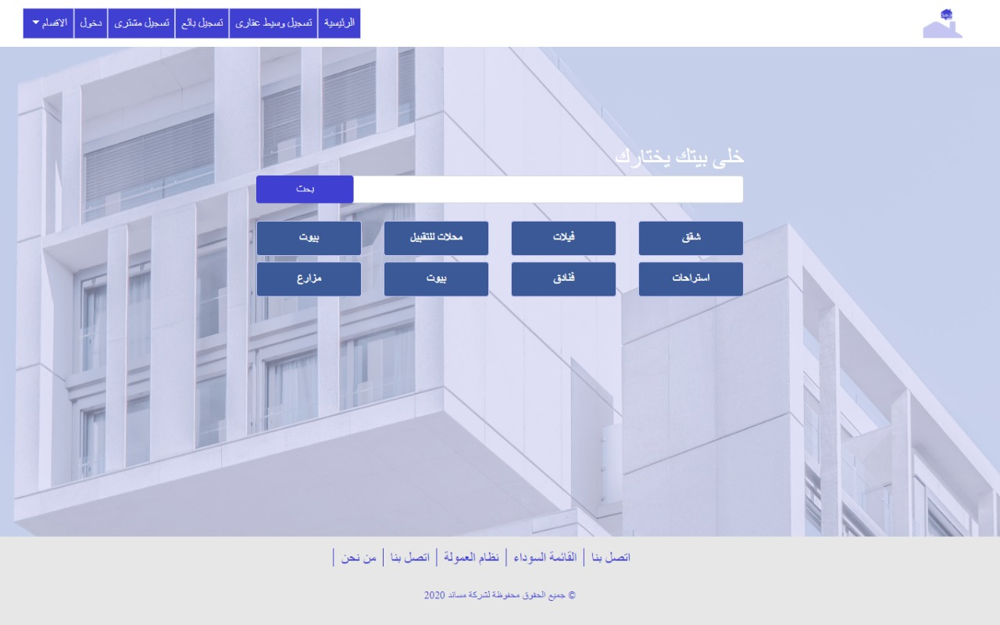 الرئيسية تسجيل وسيط عقارى تسجيل بائع تسجيل مشترى دخول الاقسام
خلى بيتك يختارك
بحث
شقق فيلات محلات للتقبيل بيوت
استراحات فنادق بيوت مزارع
اتصل بنا القائمة السوداء نظام العمولة اتصل بنا من نحن
© جميع الحقوق محفوظة لشركة مساند 2020